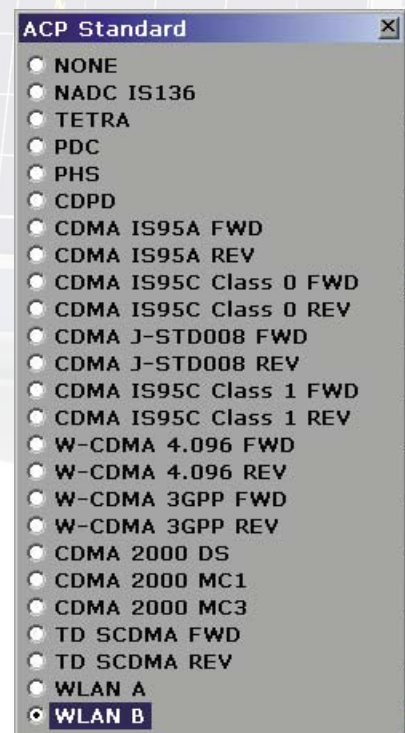 ACP Standard
NONE
NADC IS136
TETRA
PDC
PHS
CDPD
CDMA IS95A FWD
CDMA IS95A REV
CDMA IS95C Class 0 FWD
CDMA IS95C Class 0 REV
CDMA J-STD008 FWD
CDMA J-STD008 REV
CDMA IS95C Class 1 FWD
CDMA IS95C Class 1 REV
W-CDMA 4.096 FWD
W-CDMA 4.096 REV
W-CDMA 3GPP FWD
W-CDMA 3GPP REV
CDMA 2000 DS
CDMA 2000 MC1
CDMA 2000 MC3
TD SCDMA FWD
TD SCDMA REV
WLAN A
WLAN B